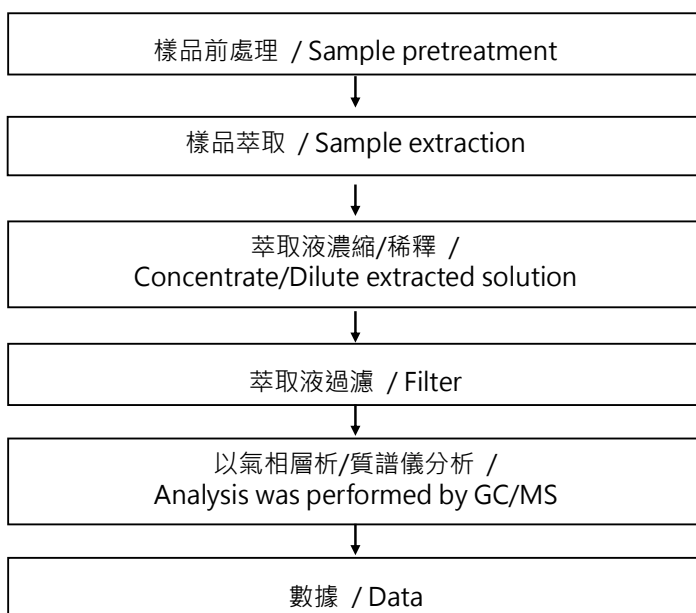 樣品前處理 / Sample pretreatment
樣品萃取 / Sample extraction
萃取液濃縮/稀釋 /
Concentrate/Dilute extracted solution
萃取液過濾 / Filter
以氣相層析/質譜儀分析 /
Analysis was performed by GC/MS
數據 / Data